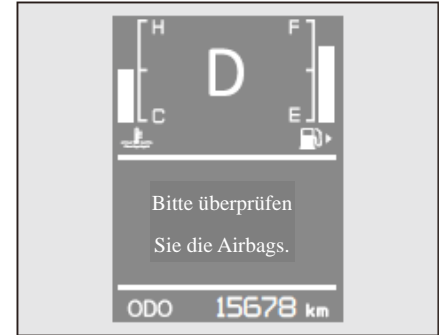 H F
D
C E
Bitte überprüfen
Sie die Airbags.
ODO 15678 km